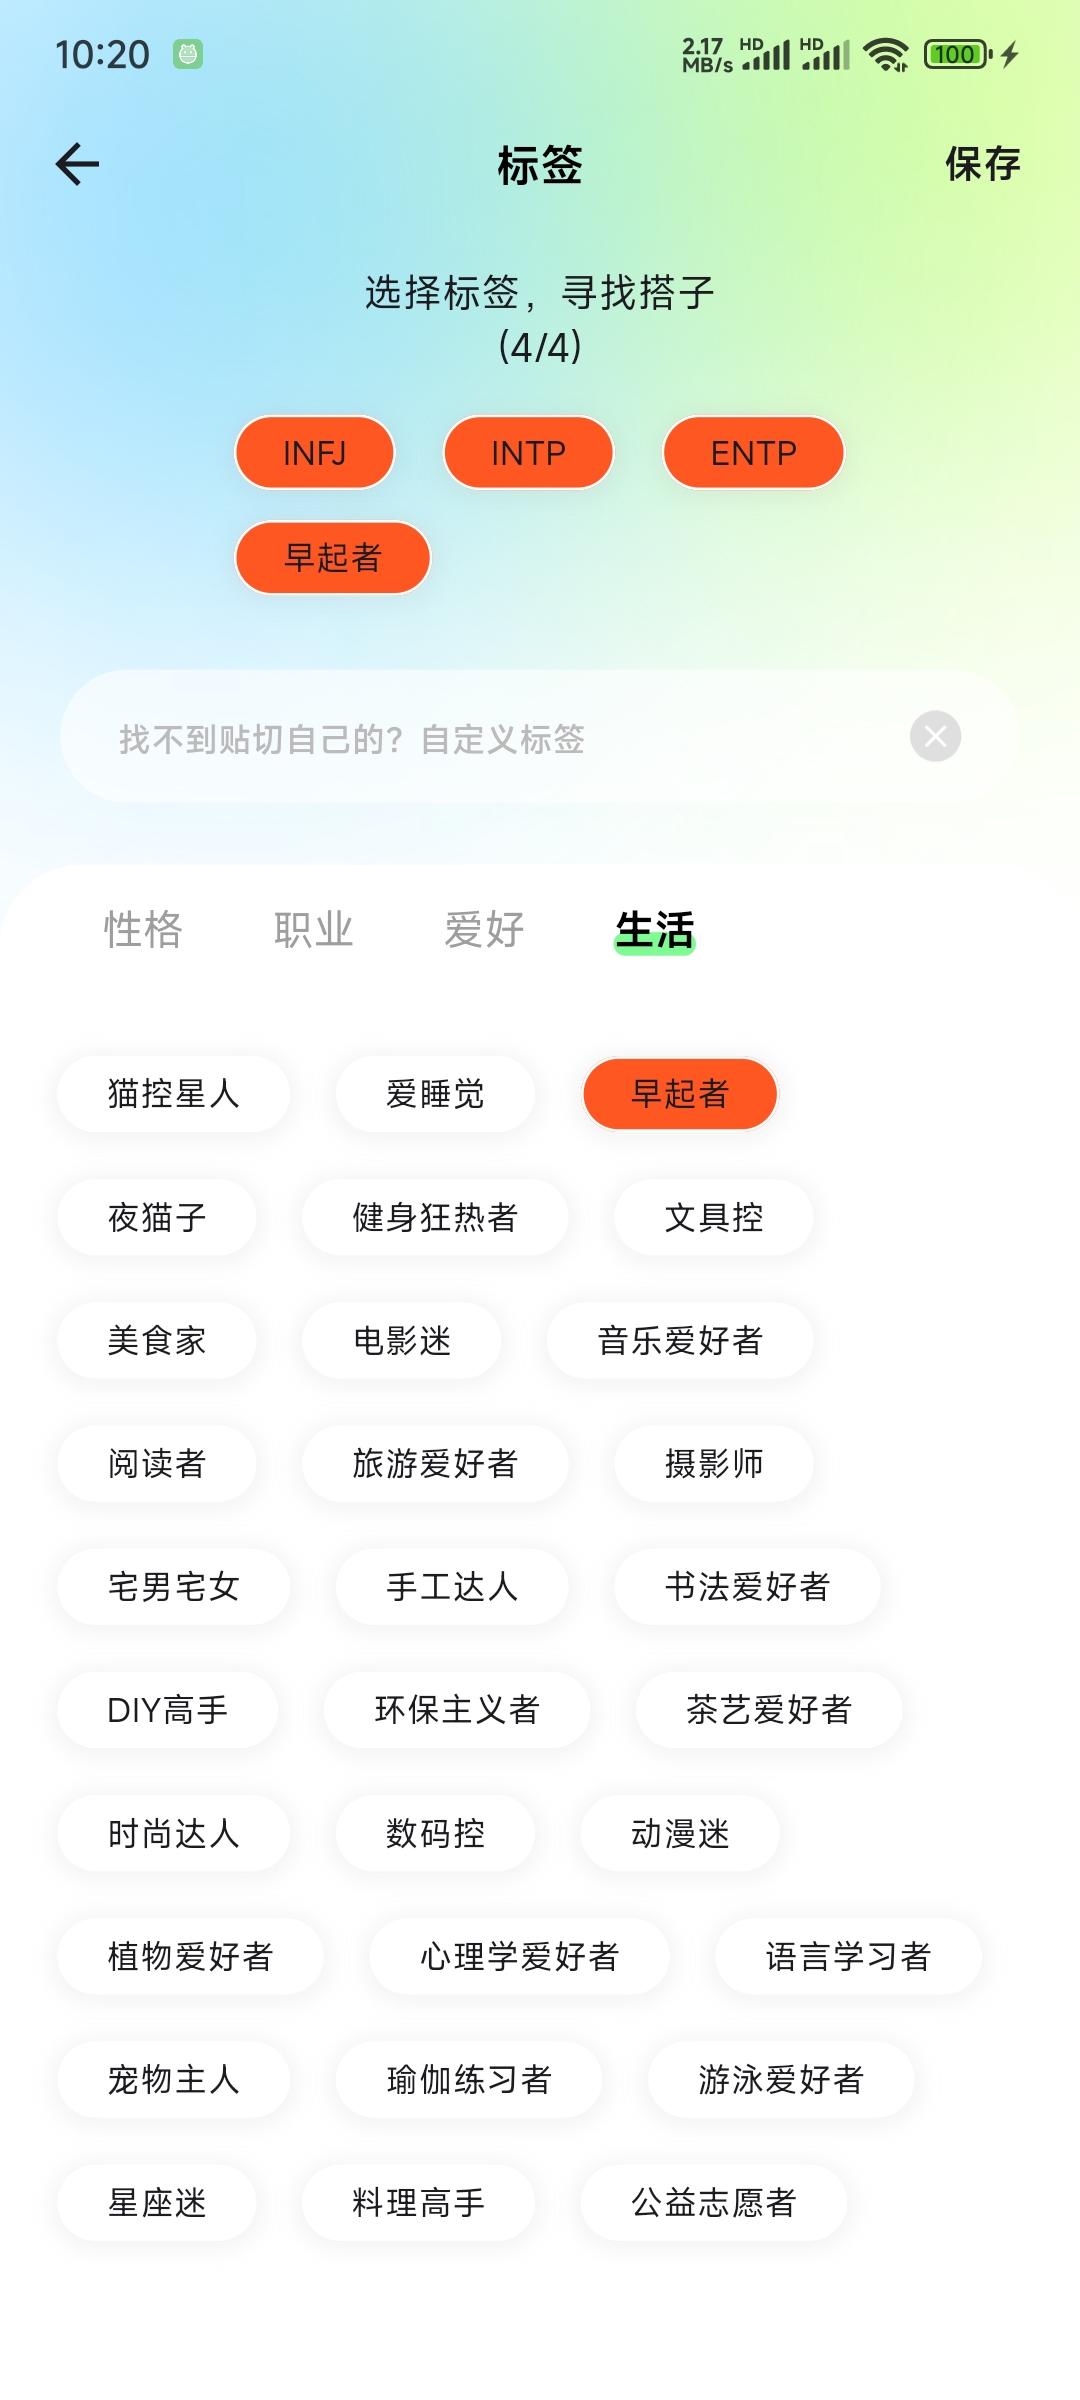 10:20
2.17 MB/s HD HD 100
标签
保存
选择标签，寻找搭子
(4/4)
INFJ INTP ENTP
早起者
找不到贴切自己的？自定义标签
性格 职业 爱好 生活
猫控星人 爱睡觉 早起者
夜猫子 健身狂热者 文具控
美食家 电影迷 音乐爱好者
阅读者 旅游爱好者 摄影师
宅男宅女 手工达人 书法爱好者
DIY高手 环保主义者 茶艺爱好者
时尚达人 数码控 动漫迷
植物爱好者 心理学爱好者 语言学习者
宠物主人 瑜伽练习者 游泳爱好者
星座迷 料理高手 公益志愿者